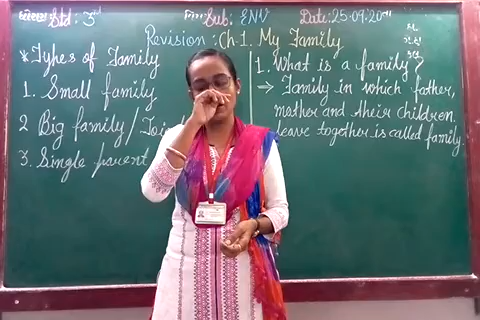 Std: 3rd Sub: ENV Date: 25.09.20
Revision: Ch-1. My Family
*Types of Family
1. Small family
2 Big family/Joi
3. Single parent
1. What is a family?
→ Family in which father,
mother and their children
leave together is called family.